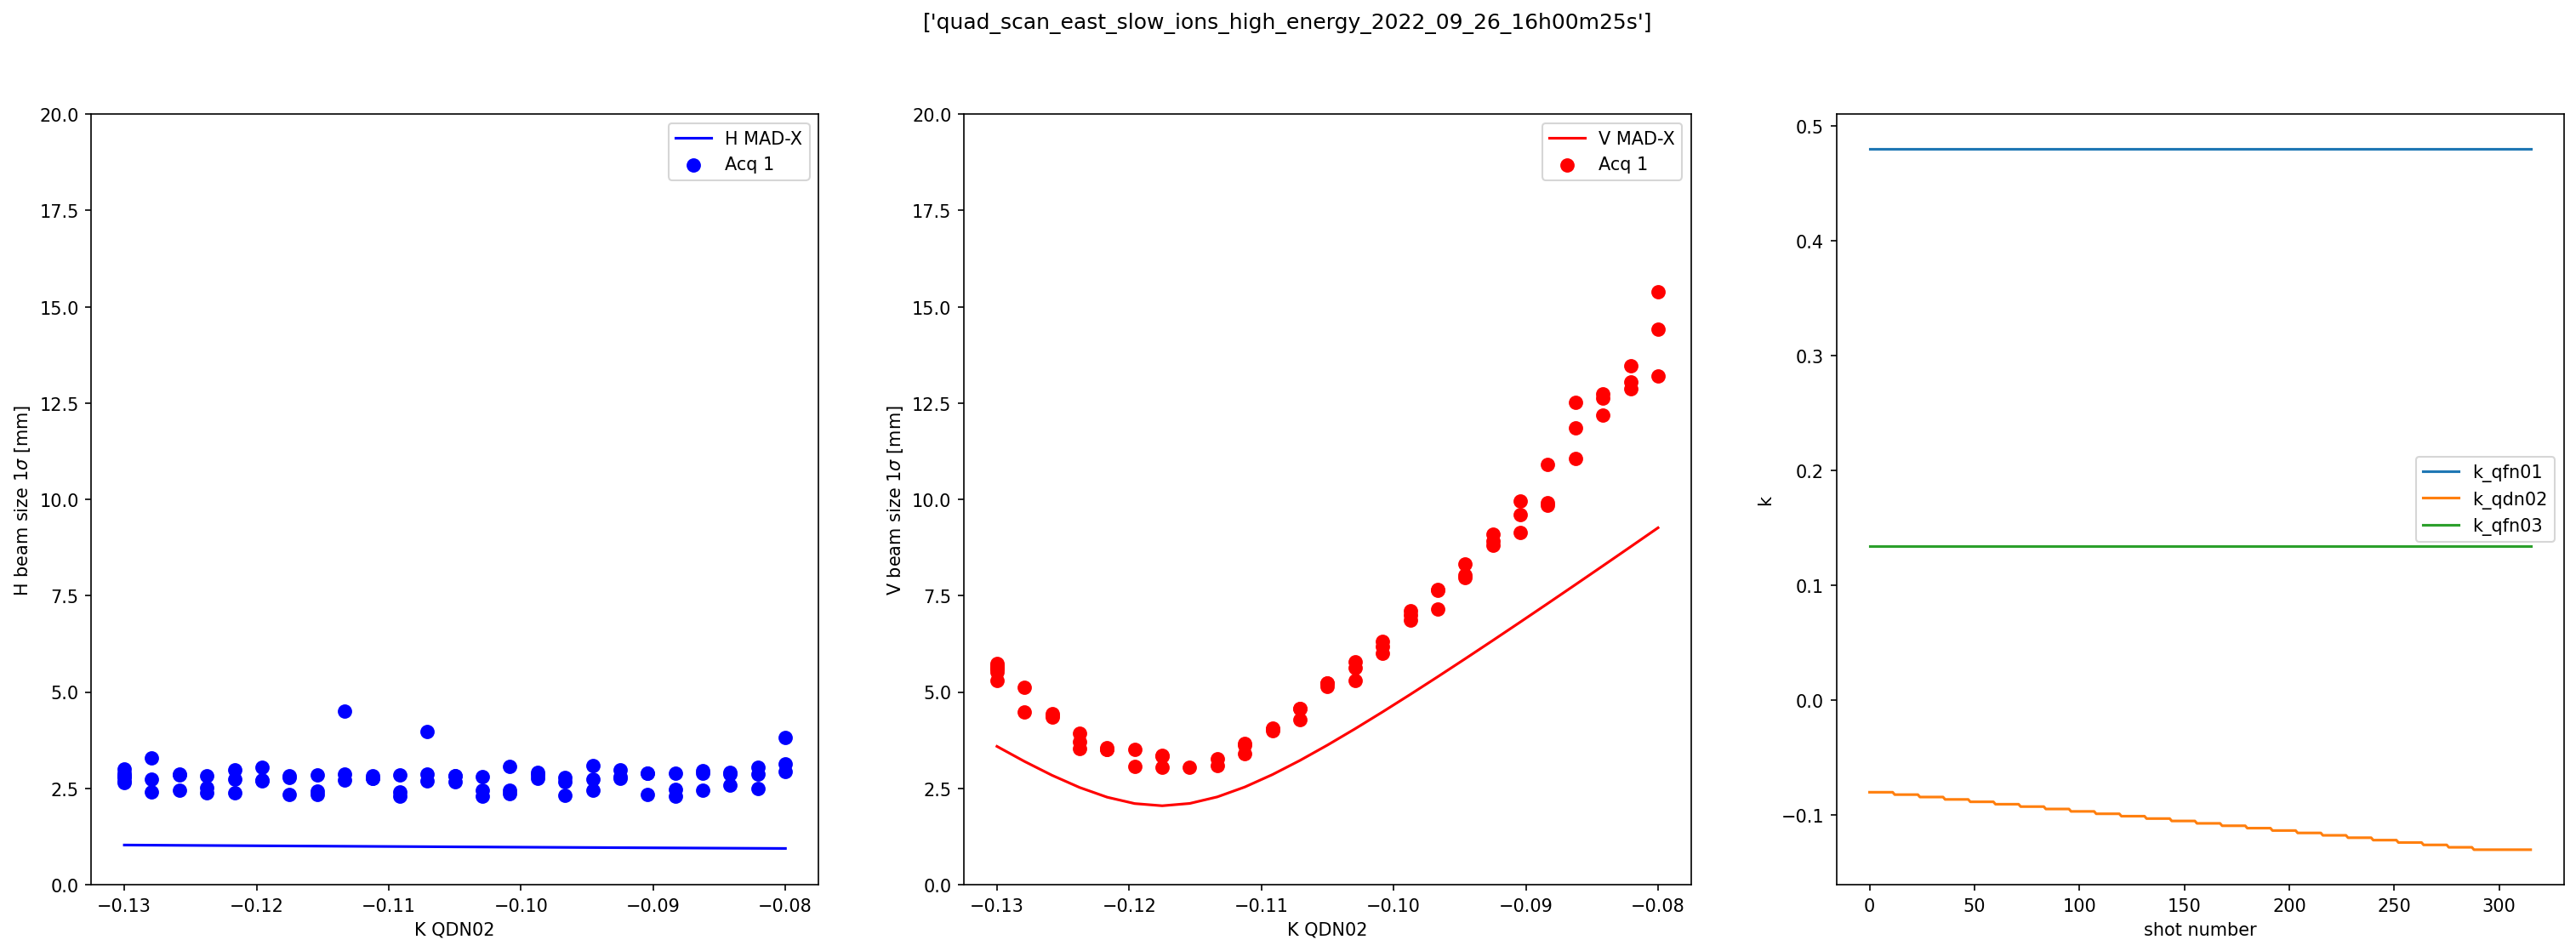 ['quad_scan_east_slow_ions_high_energy_2022_09_26_16h00m25s']
H beam size 1σ [mm]
20.0
17.5
15.0
12.5
10.0
7.5
5.0
2.5
0.0
H MAD-X
Acq 1
−0.13 −0.12 −0.11 −0.10 −0.09 −0.08
K QDN02
V beam size 1σ [mm]
20.0
17.5
15.0
12.5
10.0
7.5
5.0
2.5
0.0
V MAD-X
Acq 1
−0.13 −0.12 −0.11 −0.10 −0.09 −0.08
K QDN02
k
0.5
0.4
0.3
0.2
0.1
0.0
−0.1
k_qfn01
k_qdn02
k_qfn03
0 50 100 150 200 250 300
shot number